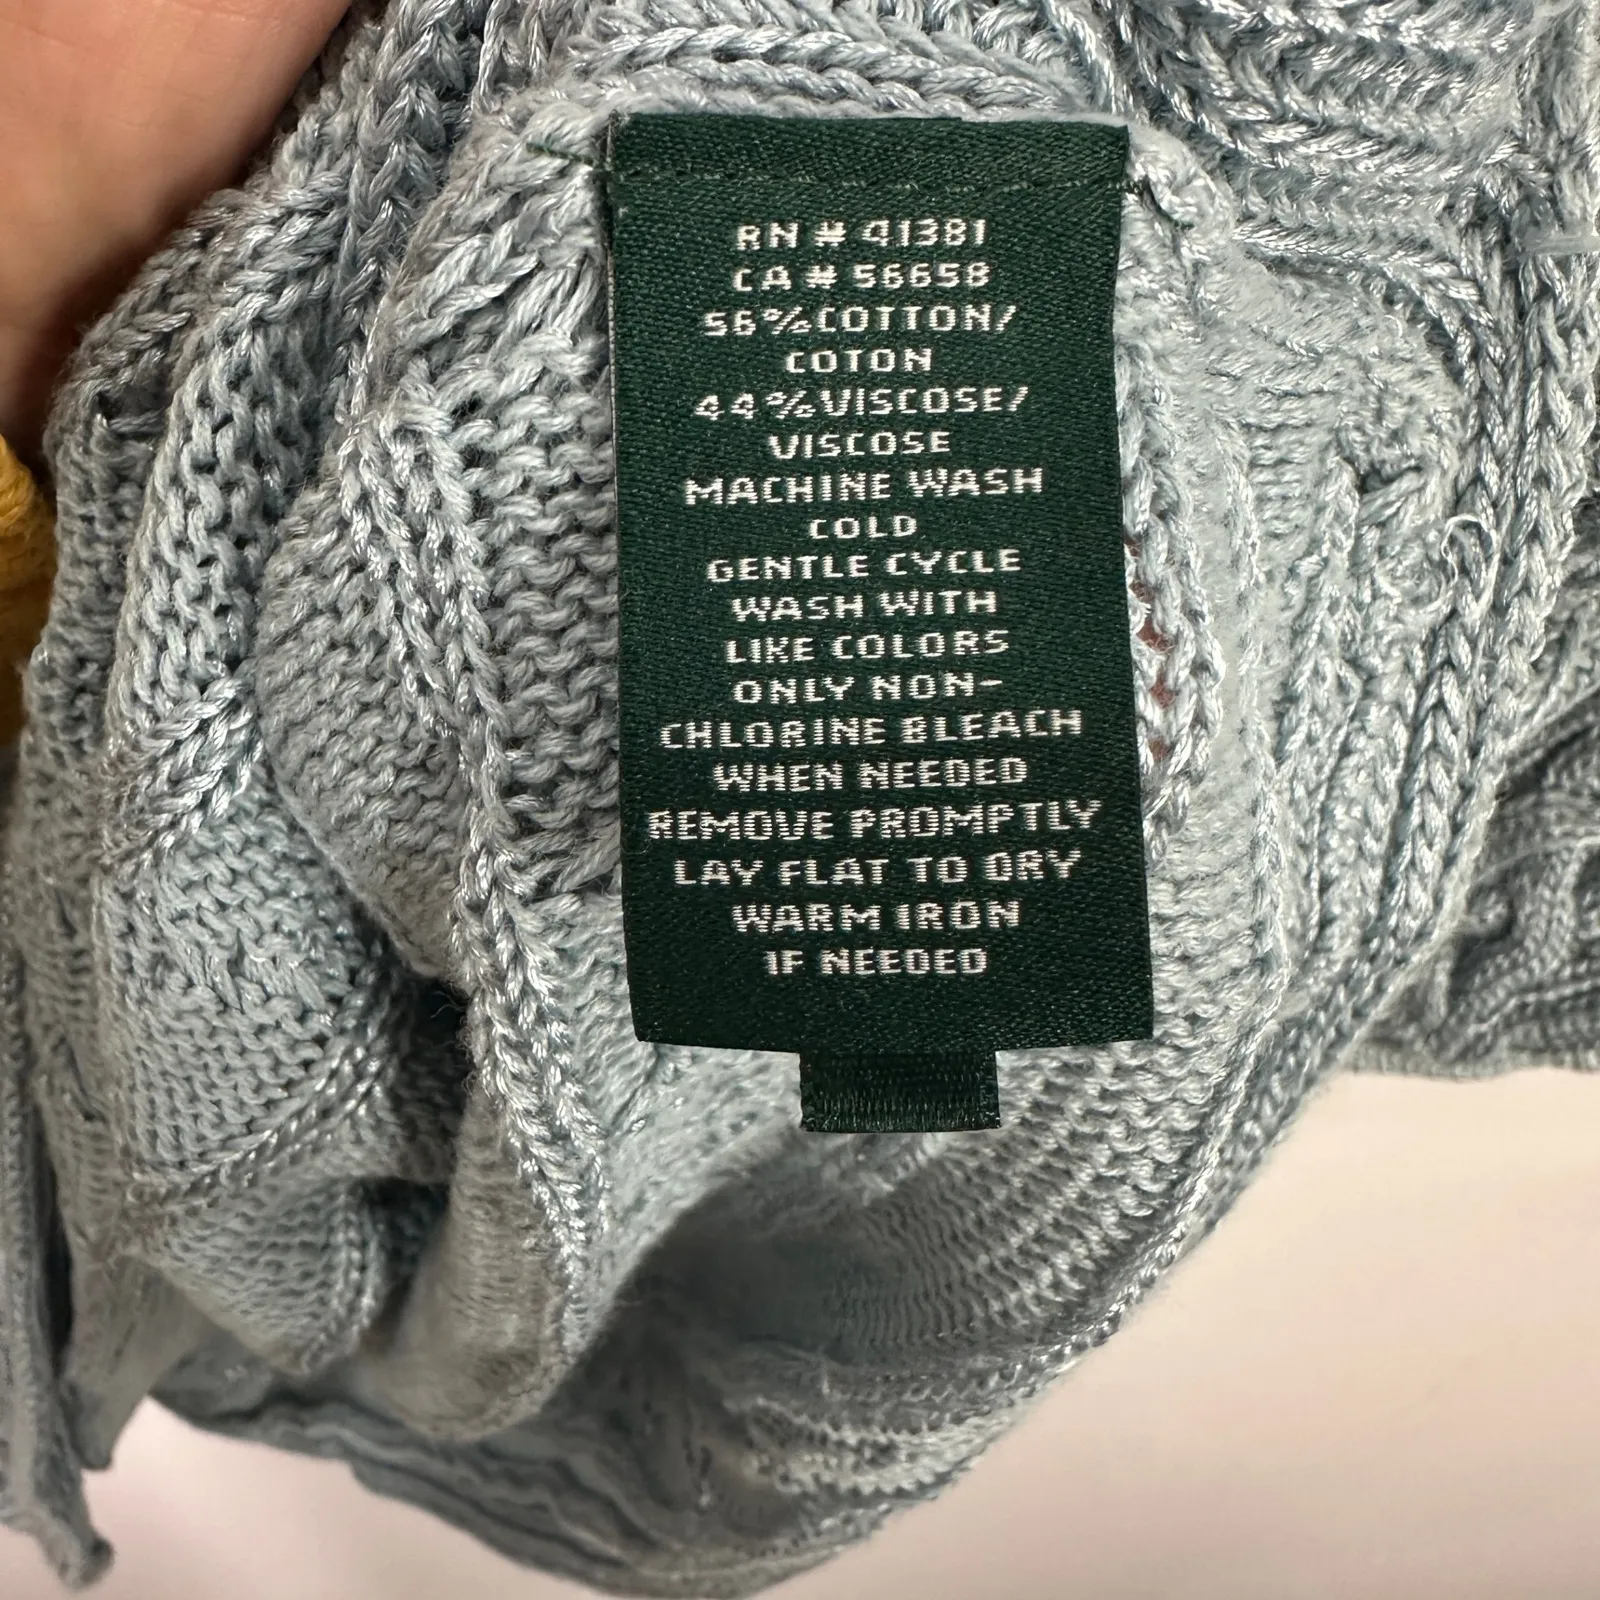 RN # 41381
CA # 56658
56%COTTON/
COTON
44%VISCOSE/
VISCOSE
MACHINE WASH
COLD
GENTLE CYCLE
WASH WITH
LIKE COLORS
ONLY NON-
CHLORINE BLEACH
WHEN NEEDED
REMOVE PROMPTLY
LAY FLAT TO DRY
WARM IRON
IF NEEDED